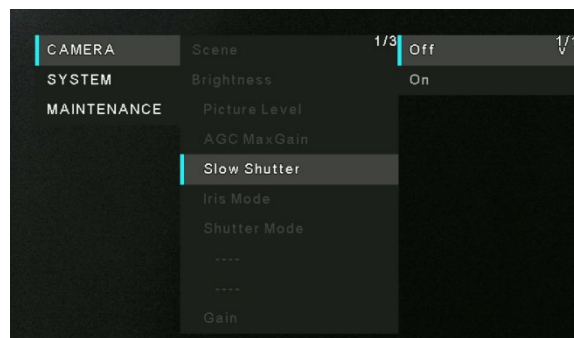 CAMERA
SYSTEM
MAINTENANCE
Scene 1/3
Brightness
Picture Level
AGC MaxGain
Slow Shutter
Iris Mode
Shutter Mode
----
----
Gain
Off
On